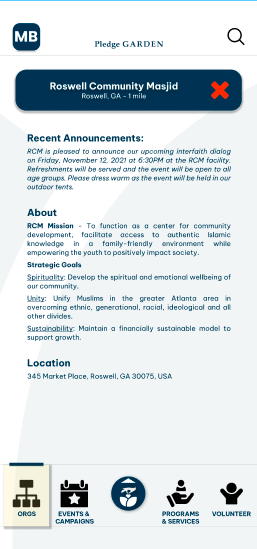 MB
Pledge GARDEN
Roswell Community Masjid
Roswell, GA - 1 mile
Recent Announcements:
RCM is pleased to announce our upcoming interfaith dialog
on Friday, November 12, 2021 at 6:30PM at the RCM facility.
Refreshments will be served and the event will be open to all
age groups. Please dress warm as the event will be held in our
outdoor tents.
About
RCM Mission - To function as a center for community
development, facilitate access to authentic Islamic
knowledge in a family-friendly environment while
empowering the youth to positively impact society.
Strategic Goals
Spirituality: Develop the spiritual and emotional wellbeing of
our community.
Unity: Unify Muslims in the greater Atlanta area in
overcoming ethnic, generational, racial, ideological and all
other divides.
Sustainability: Maintain a financially sustainable model to
support growth.
Location
345 Market Place, Roswell, GA 30075, USA
ORGS
EVENTS &
CAMPAIGNS
PROGRAMS
& SERVICES
VOLUNTEER